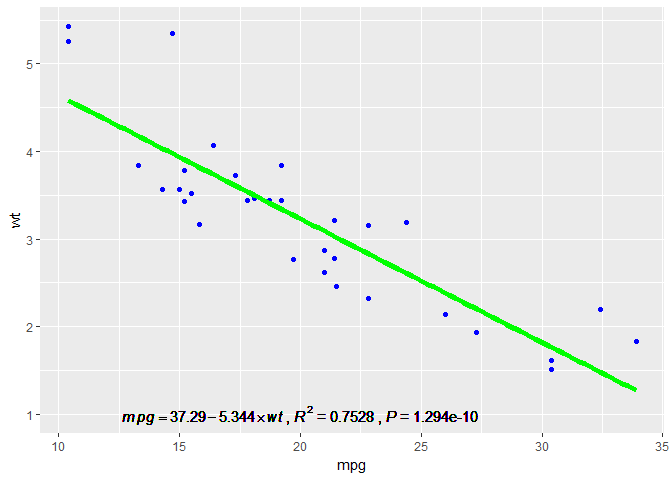 5
4
3
2
1
wt
mpg = 37.29 − 5.344 × wt , R² = 0.7528 , P = 1.294e-10
10 15 20 25 30 35
mpg